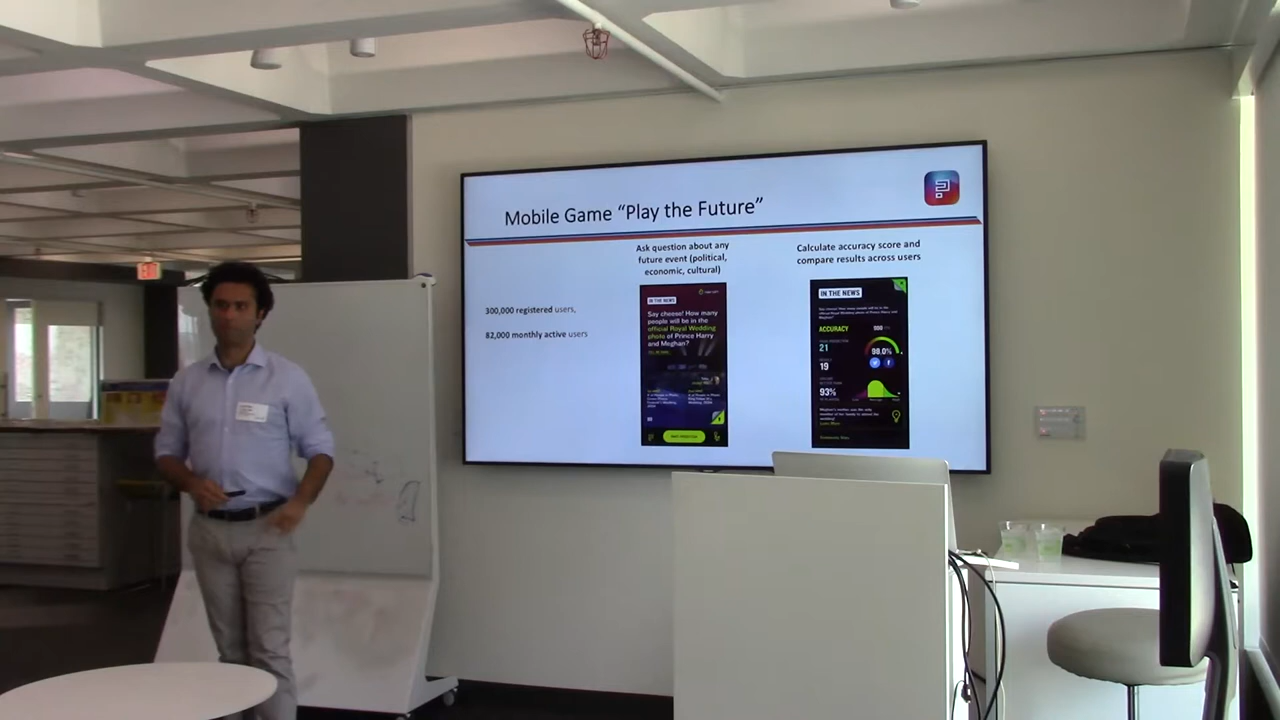 Mobile Game “Play the Future”
Ask question about any
future event (political,
economic, cultural)
Calculate accuracy score and
compare results across users
300,000 registered users,
82,000 monthly active users
IN THE NEWS
Say cheese! How many
people will be in the
official Royal Wedding
photo of Prince Harry
and Meghan?
IN THE NEWS
ACCURACY
21
98.0%
19
93%
EXIT